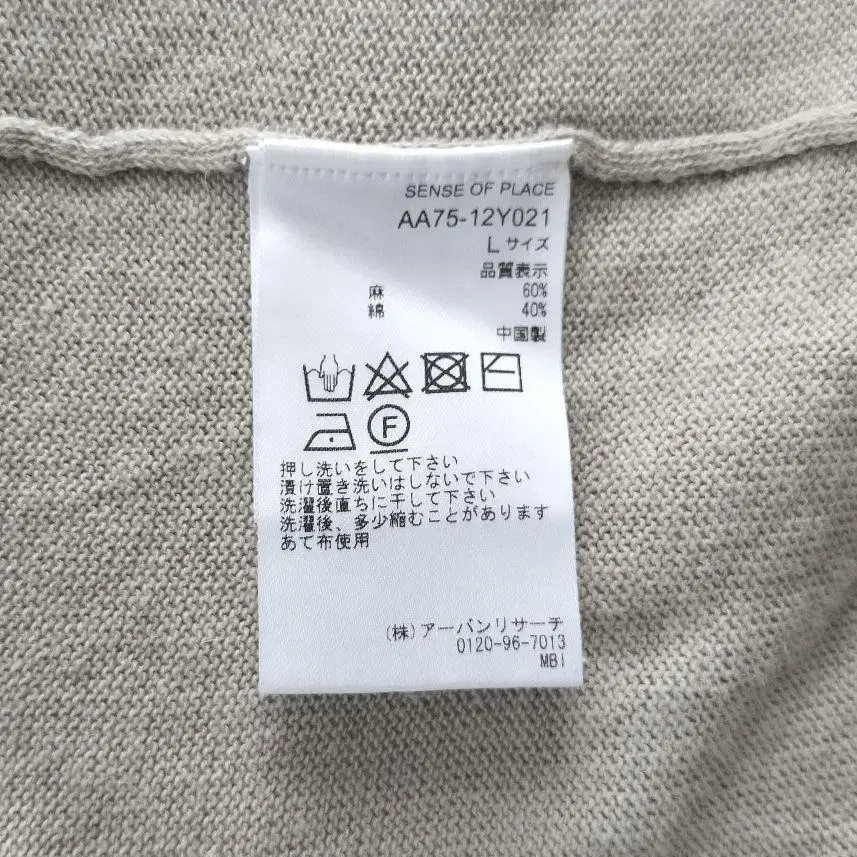 SENSE OF PLACE
AA75-12Y021
L サイズ
品質表示
麻 60%
綿 40%
中国製
F
押し洗いをして下さい
漬け置き洗いはしないで下さい
洗濯後直ちに干して下さい
洗濯後、多少縮むことがあります
あて布使用
(株)アーバンリサーチ
0120-96-7013
MBI